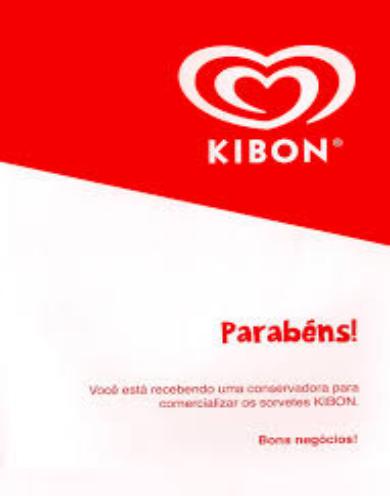 KIBON®
Parabéns!
Você está recebendo uma conservadora para
comercializar os sorvetes KIBON.
Bons negócios!